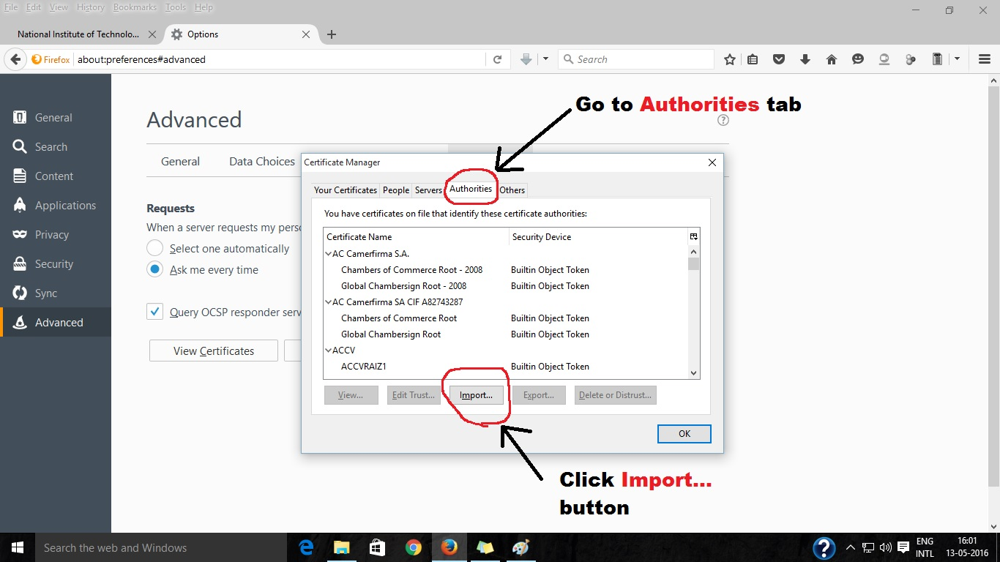 File Edit View History Bookmarks Tools Help
National Institute of Technolo...
Options
Firefox
about:preferences#advanced
Search
Go to Authorities tab
General
Search
Content
Applications
Privacy
Security
Sync
Advanced
Advanced
General
Data Choices
Requests
When a server requests my perso
Select one automatically
Ask me every time
Query OCSP responder serv
View Certificates
Certificate Manager
Your Certificates People Servers Authorities Others
You have certificates on file that identify these certificate authorities:
Certificate Name Security Device
AC Camerfirma S.A.
Chambers of Commerce Root - 2008 Builtin Object Token
Global Chambersign Root - 2008 Builtin Object Token
AC Camerfirma SA CIF A82743287
Chambers of Commerce Root Builtin Object Token
Global Chambersign Root Builtin Object Token
ACCV
ACCVRAIZ1 Builtin Object Token
View... Edit Trust... Import... Export... Delete or Distrust...
OK
Click Import...
button
Search the web and Windows
ENG
INTL
16:01
13-05-2016